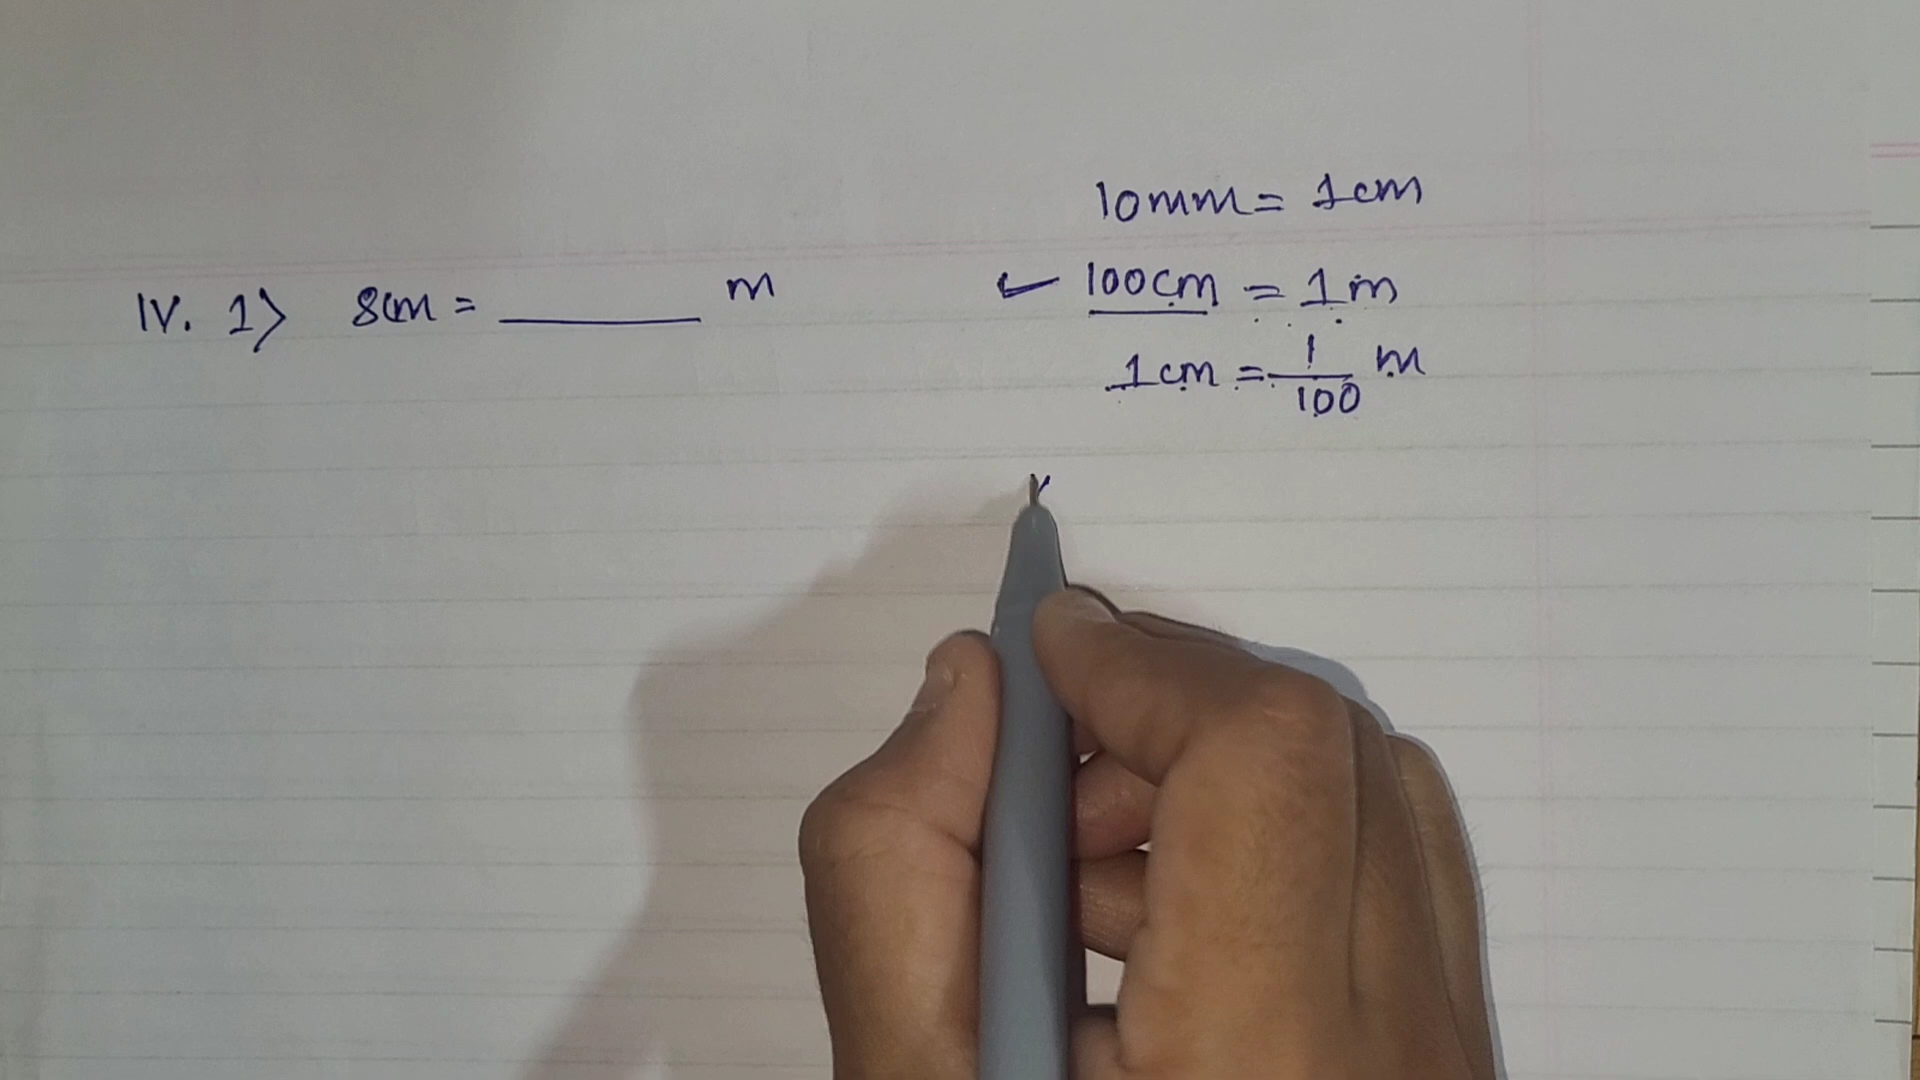 10mm = 1cm
IV. 1> 8cm = ______ m
✓ 100cm = 1m
1cm = 1/100 m